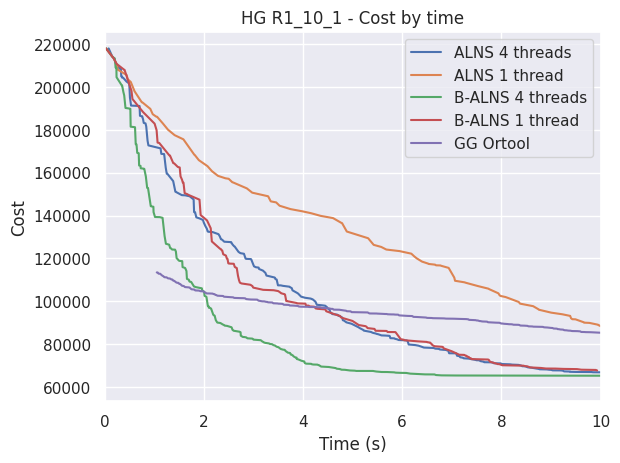 HG R1_10_1 - Cost by time
220000
200000
180000
160000
140000
120000
100000
80000
60000
Cost
0
2
4
6
8
10
Time (s)
ALNS 4 threads
ALNS 1 thread
B-ALNS 4 threads
B-ALNS 1 thread
GG Ortool